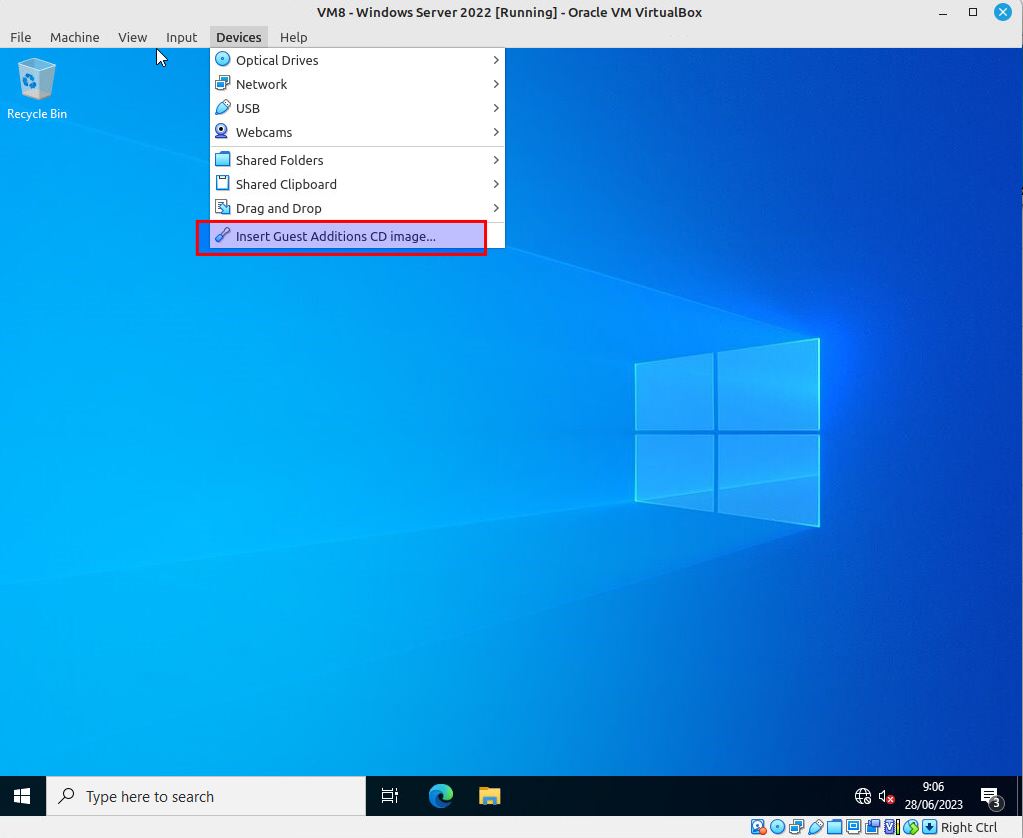 VM8 - Windows Server 2022 [Running] - Oracle VM VirtualBox
File Machine View Input Devices Help
Optical Drives
Network
USB
Webcams
Shared Folders
Shared Clipboard
Drag and Drop
Insert Guest Additions CD image...
Recycle Bin
Type here to search
9:06
28/06/2023
3
Right Ctrl